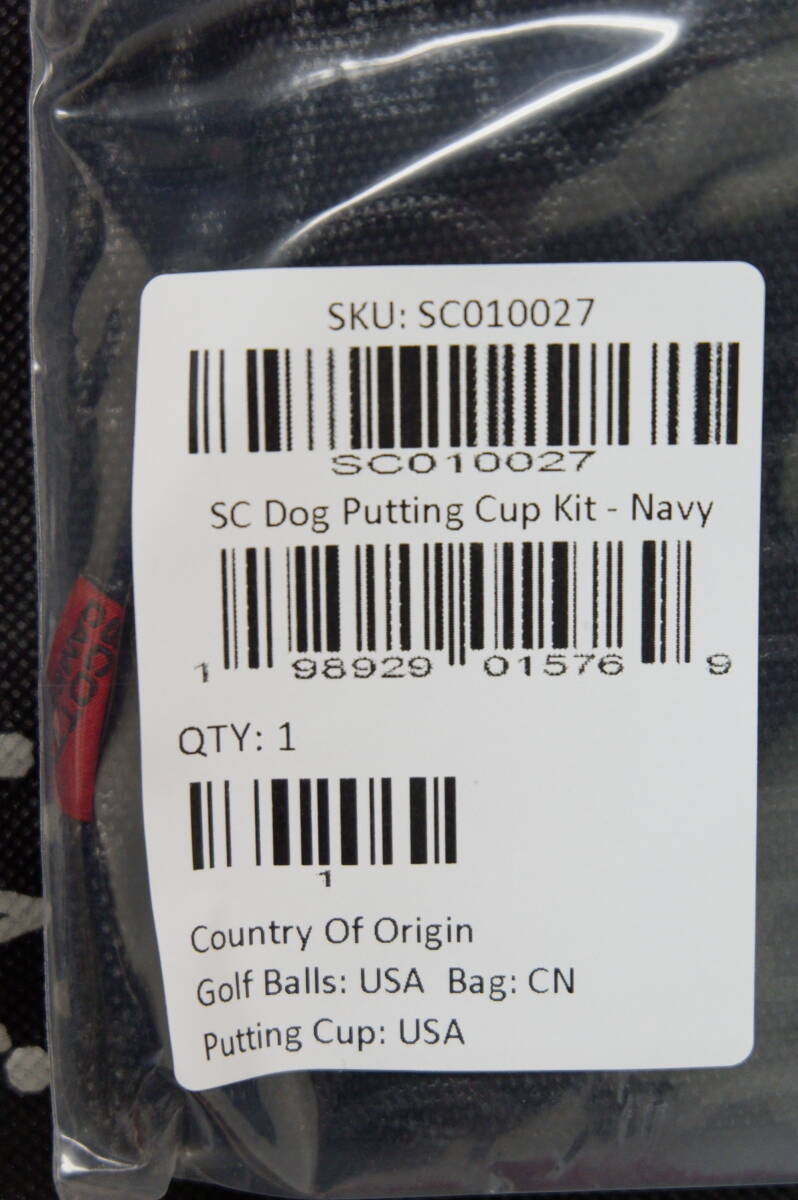 SKU: SC010027
SC010027
SC Dog Putting Cup Kit - Navy
1 98929 01576 9
QTY: 1
1
Country Of Origin
Golf Balls: USA Bag: CN
Putting Cup: USA